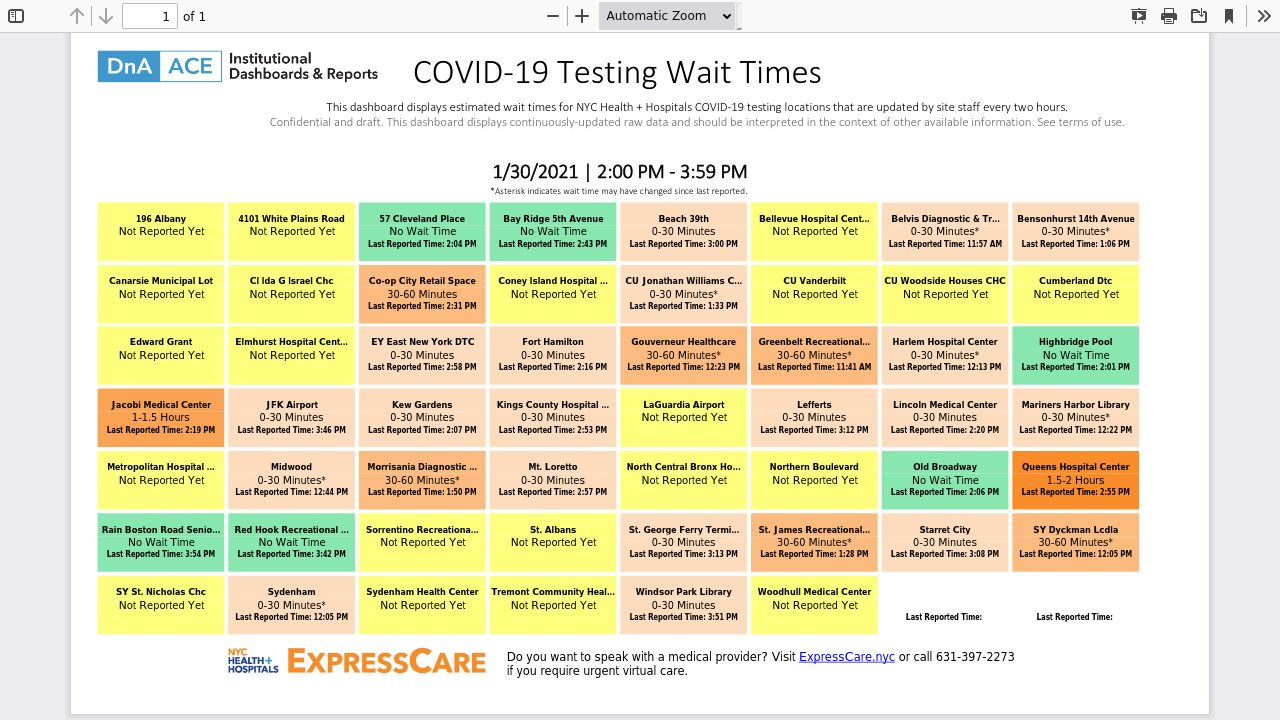 1 of 1
Automatic Zoom
DnA ACE Institutional
Dashboards & Reports
COVID-19 Testing Wait Times
This dashboard displays estimated wait times for NYC Health + Hospitals COVID-19 testing locations that are updated by site staff every two hours.
Confidential and draft. This dashboard displays continuously-updated raw data and should be interpreted in the context of other available information. See terms of use.
1/30/2021 | 2:00 PM - 3:59 PM
*Asterisk indicates wait time may have changed since last reported.
196 Albany
Not Reported Yet
4101 White Plains Road
Not Reported Yet
57 Cleveland Place
No Wait Time
Last Reported Time: 2:04 PM
Bay Ridge 5th Avenue
No Wait Time
Last Reported Time: 2:43 PM
Beach 39th
0-30 Minutes
Last Reported Time: 3:00 PM
Bellevue Hospital Cent...
Not Reported Yet
Belvis Diagnostic & Tr...
0-30 Minutes*
Last Reported Time: 11:57 AM
Bensonhurst 14th Avenue
0-30 Minutes*
Last Reported Time: 1:06 PM
Canarsie Municipal Lot
Not Reported Yet
Cl Ida G Israel Chc
Not Reported Yet
Co-op City Retail Space
30-60 Minutes
Last Reported Time: 2:31 PM
Coney Island Hospital ...
Not Reported Yet
CU Jonathan Williams C...
0-30 Minutes*
Last Reported Time: 1:33 PM
CU Vanderbilt
Not Reported Yet
CU Woodside Houses CHC
Not Reported Yet
Cumberland Dtc
Not Reported Yet
Edward Grant
Not Reported Yet
Elmhurst Hospital Cent...
Not Reported Yet
EY East New York DTC
0-30 Minutes
Last Reported Time: 2:58 PM
Fort Hamilton
0-30 Minutes
Last Reported Time: 2:16 PM
Gouverneur Healthcare
30-60 Minutes*
Last Reported Time: 12:23 PM
Greenbelt Recreational...
30-60 Minutes*
Last Reported Time: 11:41 AM
Harlem Hospital Center
0-30 Minutes*
Last Reported Time: 12:13 PM
Highbridge Pool
No Wait Time
Last Reported Time: 2:01 PM
Jacobi Medical Center
1-1.5 Hours
Last Reported Time: 2:19 PM
JFK Airport
0-30 Minutes
Last Reported Time: 3:46 PM
Kew Gardens
0-30 Minutes
Last Reported Time: 2:07 PM
Kings County Hospital ...
0-30 Minutes
Last Reported Time: 2:53 PM
LaGuardia Airport
Not Reported Yet
Lefferts
0-30 Minutes
Last Reported Time: 3:12 PM
Lincoln Medical Center
0-30 Minutes
Last Reported Time: 2:20 PM
Mariners Harbor Library
0-30 Minutes*
Last Reported Time: 12:22 PM
Metropolitan Hospital ...
Not Reported Yet
Midwood
0-30 Minutes*
Last Reported Time: 12:44 PM
Morrisania Diagnostic ...
30-60 Minutes*
Last Reported Time: 1:50 PM
Mt. Loretto
0-30 Minutes
Last Reported Time: 2:57 PM
North Central Bronx Ho...
Not Reported Yet
Northern Boulevard
Not Reported Yet
Old Broadway
No Wait Time
Last Reported Time: 2:06 PM
Queens Hospital Center
1.5-2 Hours
Last Reported Time: 2:55 PM
Rain Boston Road Senio...
No Wait Time
Last Reported Time: 3:54 PM
Red Hook Recreational ...
No Wait Time
Last Reported Time: 3:42 PM
Sorrentino Recreationa...
Not Reported Yet
St. Albans
Not Reported Yet
St. George Ferry Termi...
0-30 Minutes
Last Reported Time: 3:13 PM
St. James Recreational...
30-60 Minutes*
Last Reported Time: 1:28 PM
Starret City
0-30 Minutes
Last Reported Time: 3:08 PM
SY Dyckman Lcdla
30-60 Minutes*
Last Reported Time: 12:05 PM
SY St. Nicholas Chc
Not Reported Yet
Sydenham
0-30 Minutes*
Last Reported Time: 12:05 PM
Sydenham Health Center
Not Reported Yet
Tremont Community Heal...
Not Reported Yet
Windsor Park Library
0-30 Minutes
Last Reported Time: 3:51 PM
Woodhull Medical Center
Not Reported Yet
Last Reported Time:
Last Reported Time:
NYC
HEALTH+
HOSPITALS
EXPRESSCARE
Do you want to speak with a medical provider? Visit ExpressCare.nyc or call 631-397-2273
if you require urgent virtual care.